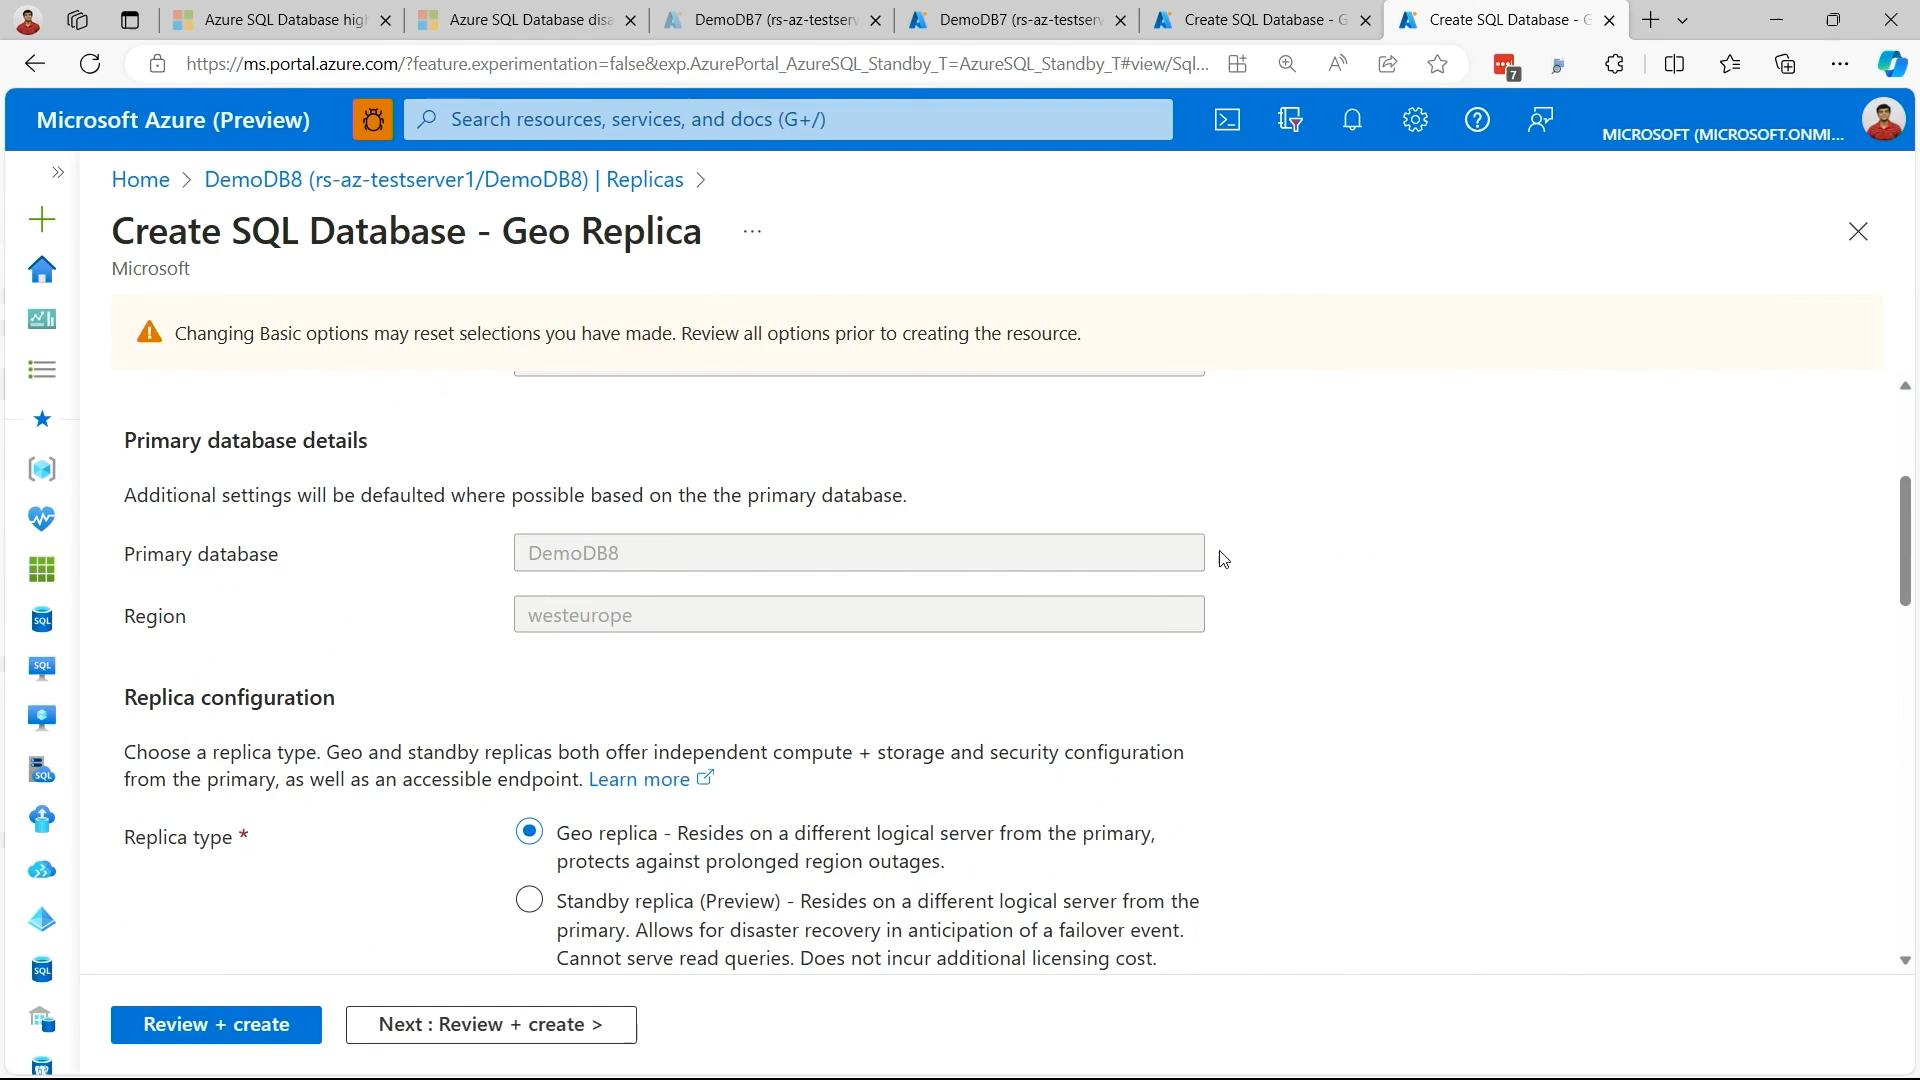 Azure SQL Database high
Azure SQL Database disa
DemoDB7 (rs-az-testserv
DemoDB7 (rs-az-testserv
Create SQL Database - G
Create SQL Database - G
https://ms.portal.azure.com/?feature.experimentation=false&exp.AzurePortal_AzureSQL_Standby_T=AzureSQL_Standby_T#view/Sql...
7
Microsoft Azure (Preview)
Search resources, services, and docs (G+/)
MICROSOFT (MICROSOFT.ONMI...
Home > DemoDB8 (rs-az-testserver1/DemoDB8) | Replicas >
Create SQL Database - Geo Replica ...
Microsoft
Changing Basic options may reset selections you have made. Review all options prior to creating the resource.
Primary database details
Additional settings will be defaulted where possible based on the the primary database.
Primary database
DemoDB8
Region
westeurope
Replica configuration
Choose a replica type. Geo and standby replicas both offer independent compute + storage and security configuration
from the primary, as well as an accessible endpoint. Learn more
Replica type *
Geo replica - Resides on a different logical server from the primary,
protects against prolonged region outages.
Standby replica (Preview) - Resides on a different logical server from the
primary. Allows for disaster recovery in anticipation of a failover event.
Cannot serve read queries. Does not incur additional licensing cost.
Review + create
Next : Review + create >
SQL
SQL
SQL
SQL